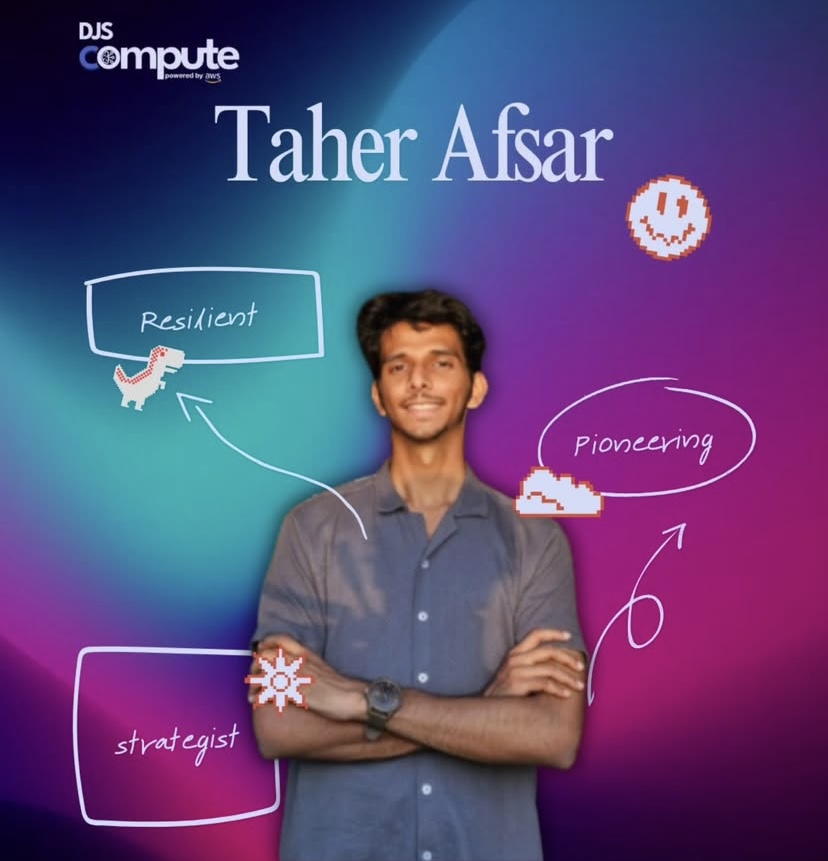 DJS
compute
powered by aws
Taher Afsar
Resilient
Pioneering
strategist